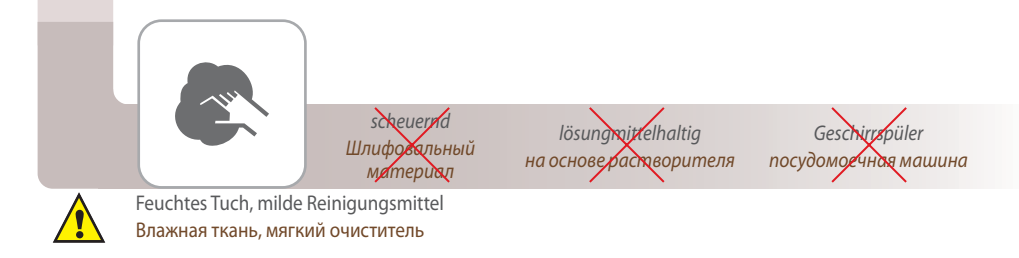 scheuernd
Шлифовальный
материал
lösungmittelhaltig
на основе растворителя
Geschirrspüler
посудомоечная машина
Feuchtes Tuch, milde Reinigungsmittel
Влажная ткань, мягкий очиститель